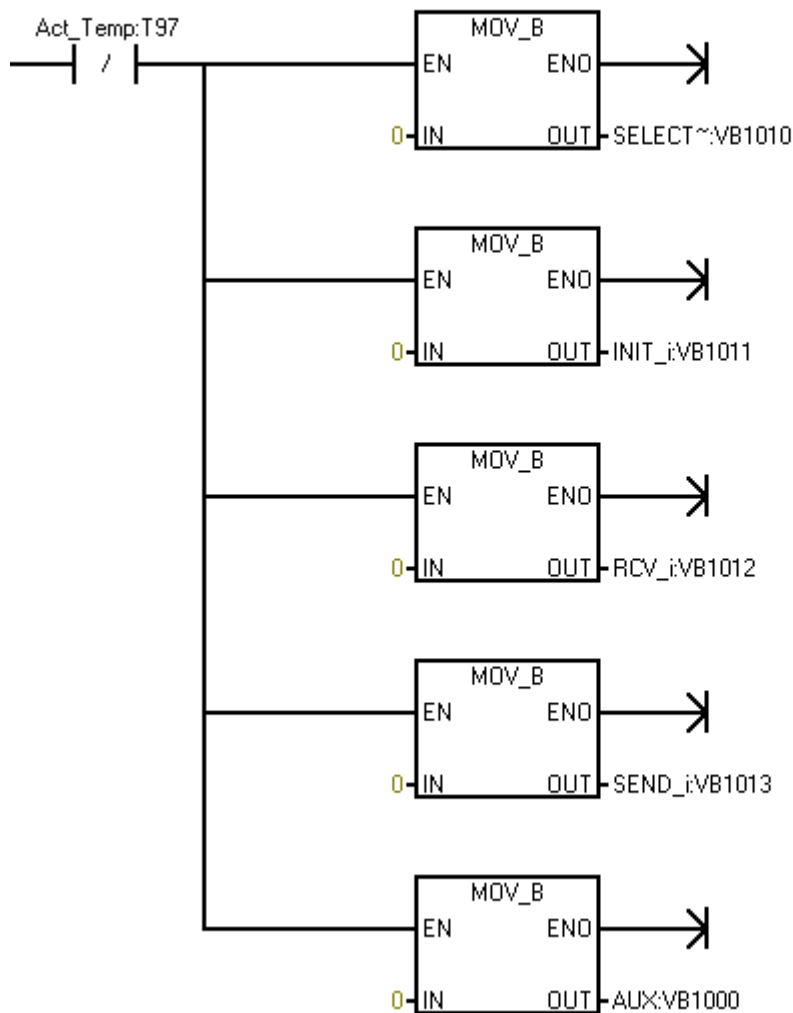 Act_Temp:T97
/
MOV_B
EN ENO
0 IN OUT SELECT~:VB1010
MOV_B
EN ENO
0 IN OUT INIT_i:VB1011
MOV_B
EN ENO
0 IN OUT RCV_i:VB1012
MOV_B
EN ENO
0 IN OUT SEND_i:VB1013
MOV_B
EN ENO
0 IN OUT AUX:VB1000